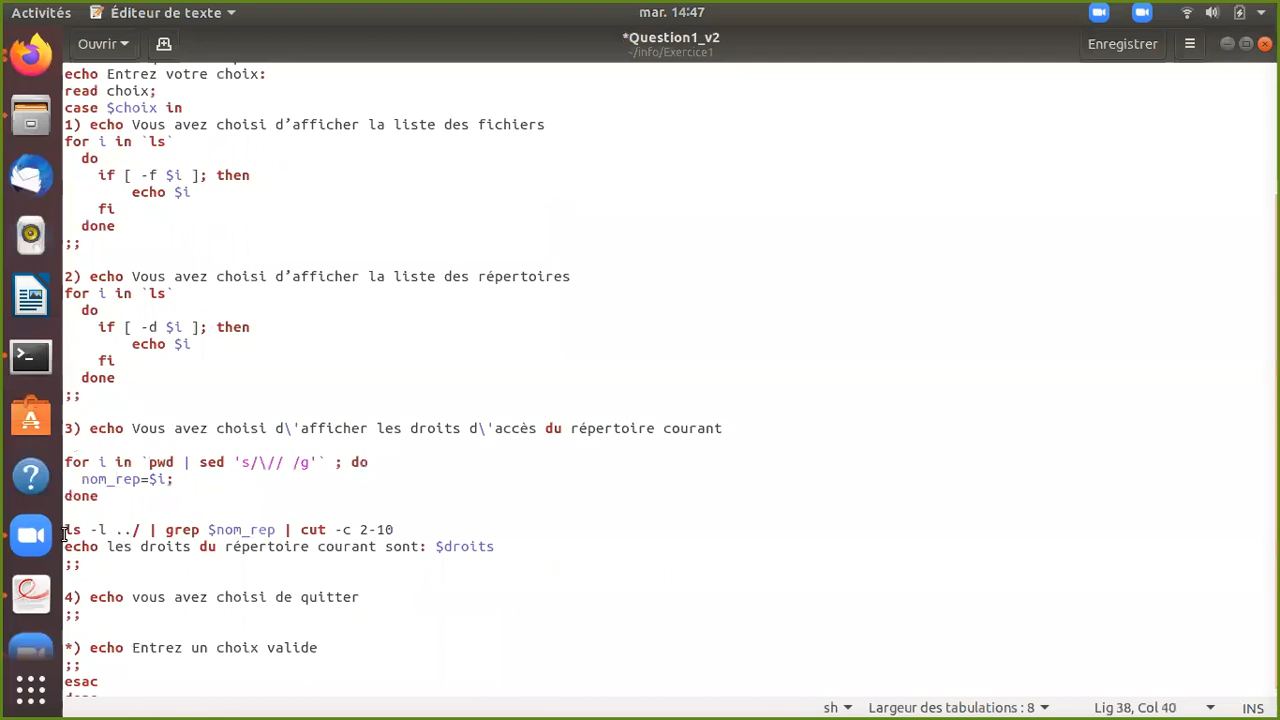 Activités
Éditeur de texte
mar. 14:47
Ouvrir
*Question1_v2
~/info/Exercice1
Enregistrer
echo Entrez votre choix:
read choix;
case $choix in
1) echo Vous avez choisi d’afficher la liste des fichiers
for i in `ls`
do
if [ -f $i ]; then
echo $i
fi
done
;;
2) echo Vous avez choisi d’afficher la liste des répertoires
for i in `ls`
do
if [ -d $i ]; then
echo $i
fi
done
;;
3) echo Vous avez choisi d\'afficher les droits d\'accès du répertoire courant
for i in `pwd | sed 's/\// /g'` ; do
nom_rep=$i;
done
ls -l ../ | grep $nom_rep | cut -c 2-10
echo les droits du répertoire courant sont: $droits
;;
4) echo vous avez choisi de quitter
;;
*) echo Entrez un choix valide
;;
esac
done
sh
Largeur des tabulations : 8
Lig 38, Col 40
INS